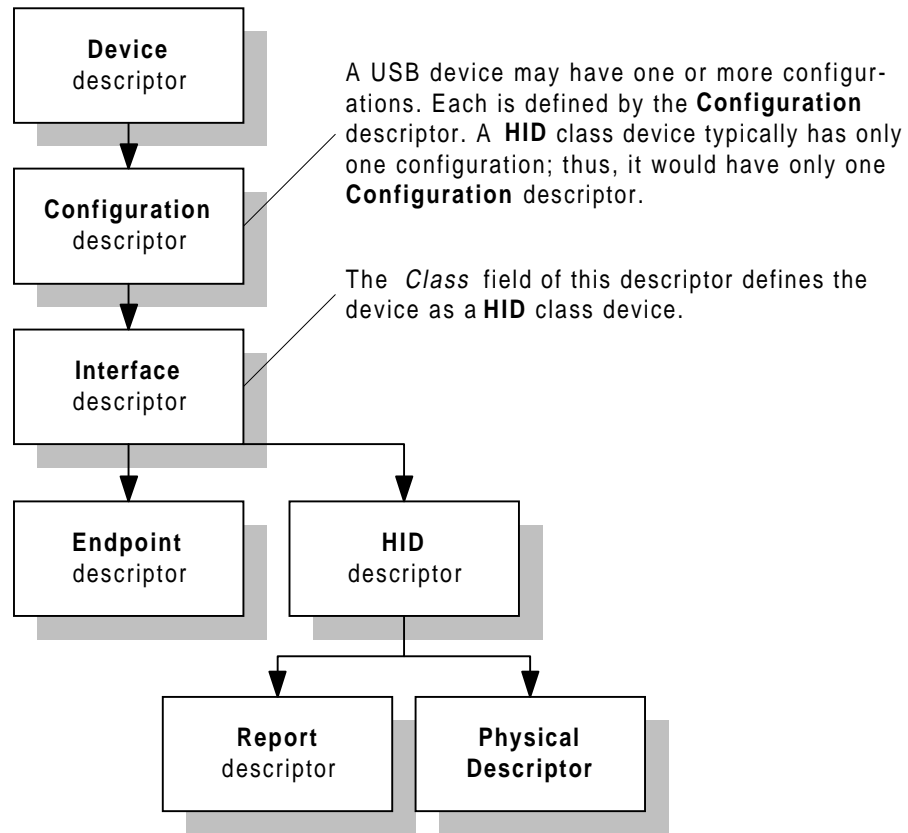 Device
descriptor
A USB device may have one or more configur-
ations. Each is defined by the Configuration
descriptor. A HID class device typically has only
one configuration; thus, it would have only one
Configuration descriptor.
Configuration
descriptor
The Class field of this descriptor defines the
device as a HID class device.
Interface
descriptor
Endpoint
descriptor
HID
descriptor
Report
descriptor
Physical
Descriptor